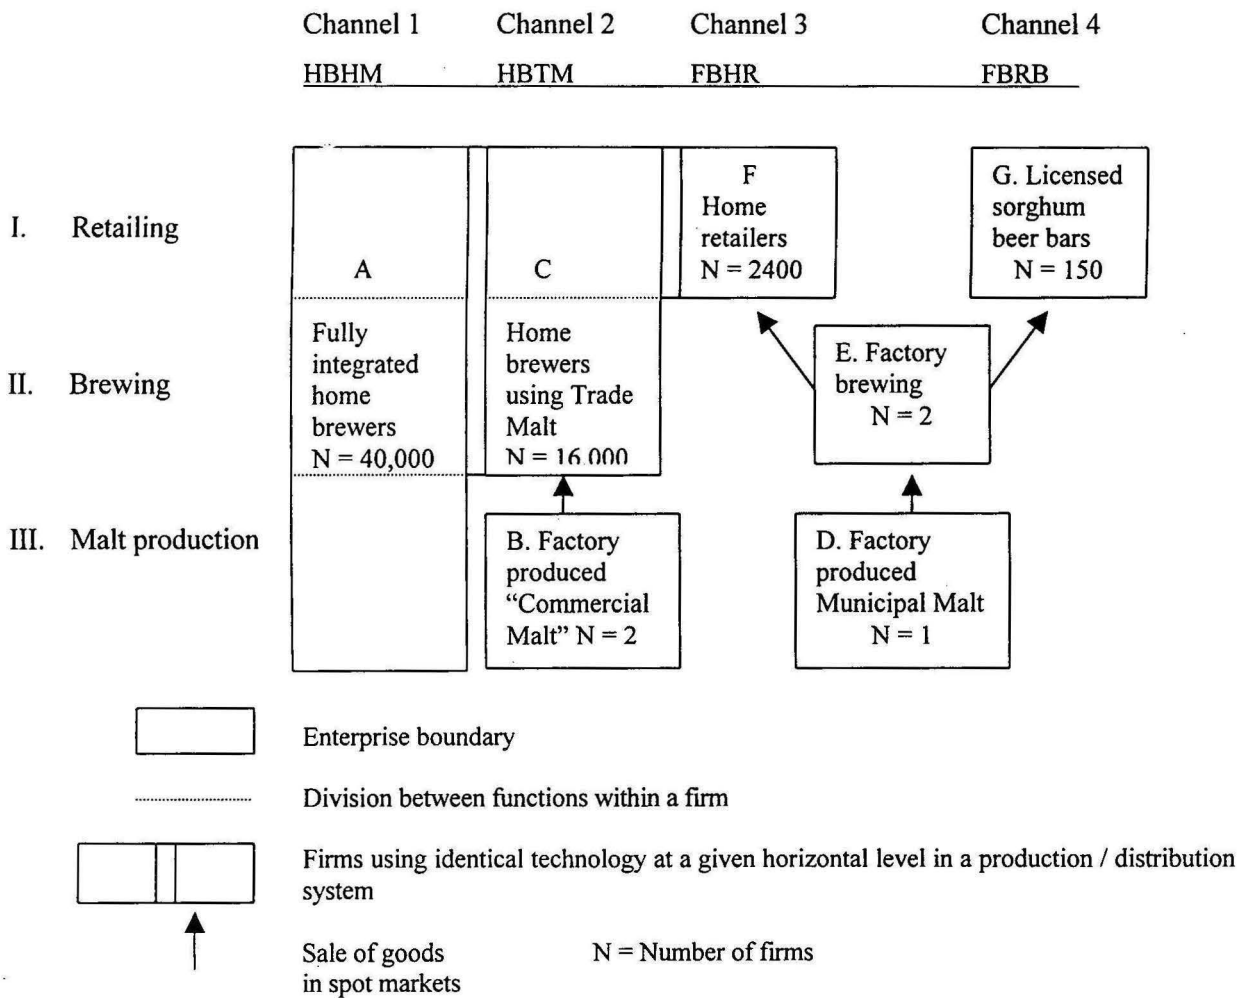 Channel 1 Channel 2 Channel 3 Channel 4
HBHM HBTM FBHR FBRB
I. Retailing
A
C
F
Home
retailers
N = 2400
G. Licensed
sorghum
beer bars
N = 150
II. Brewing
Fully
integrated
home
brewers
N = 40,000
Home
brewers
using Trade
Malt
N = 16.000
E. Factory
brewing
N = 2
III. Malt production
B. Factory
produced
“Commercial
Malt” N = 2
D. Factory
produced
Municipal Malt
N = 1
Enterprise boundary
Division between functions within a firm
Firms using identical technology at a given horizontal level in a production / distribution
system
Sale of goods N = Number of firms
in spot markets